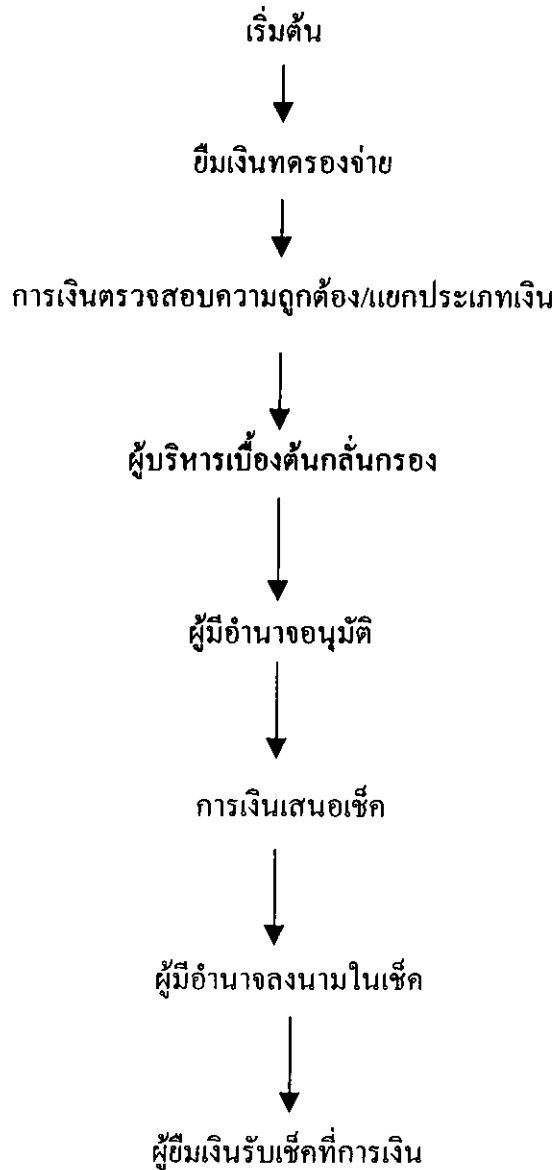 เริ่มต้น
ยืมเงินทดรองจ่าย
การเงินตรวจสอบความถูกต้อง/แยกประเภทเงิน
ผู้บริหารเบื้องต้นกลั่นกรอง
ผู้มีอำนาจอนุมัติ
การเงินเสนอเช็ค
ผู้มีอำนาจลงนามในเช็ค
ผู้ยืมเงินรับเช็คที่การเงิน